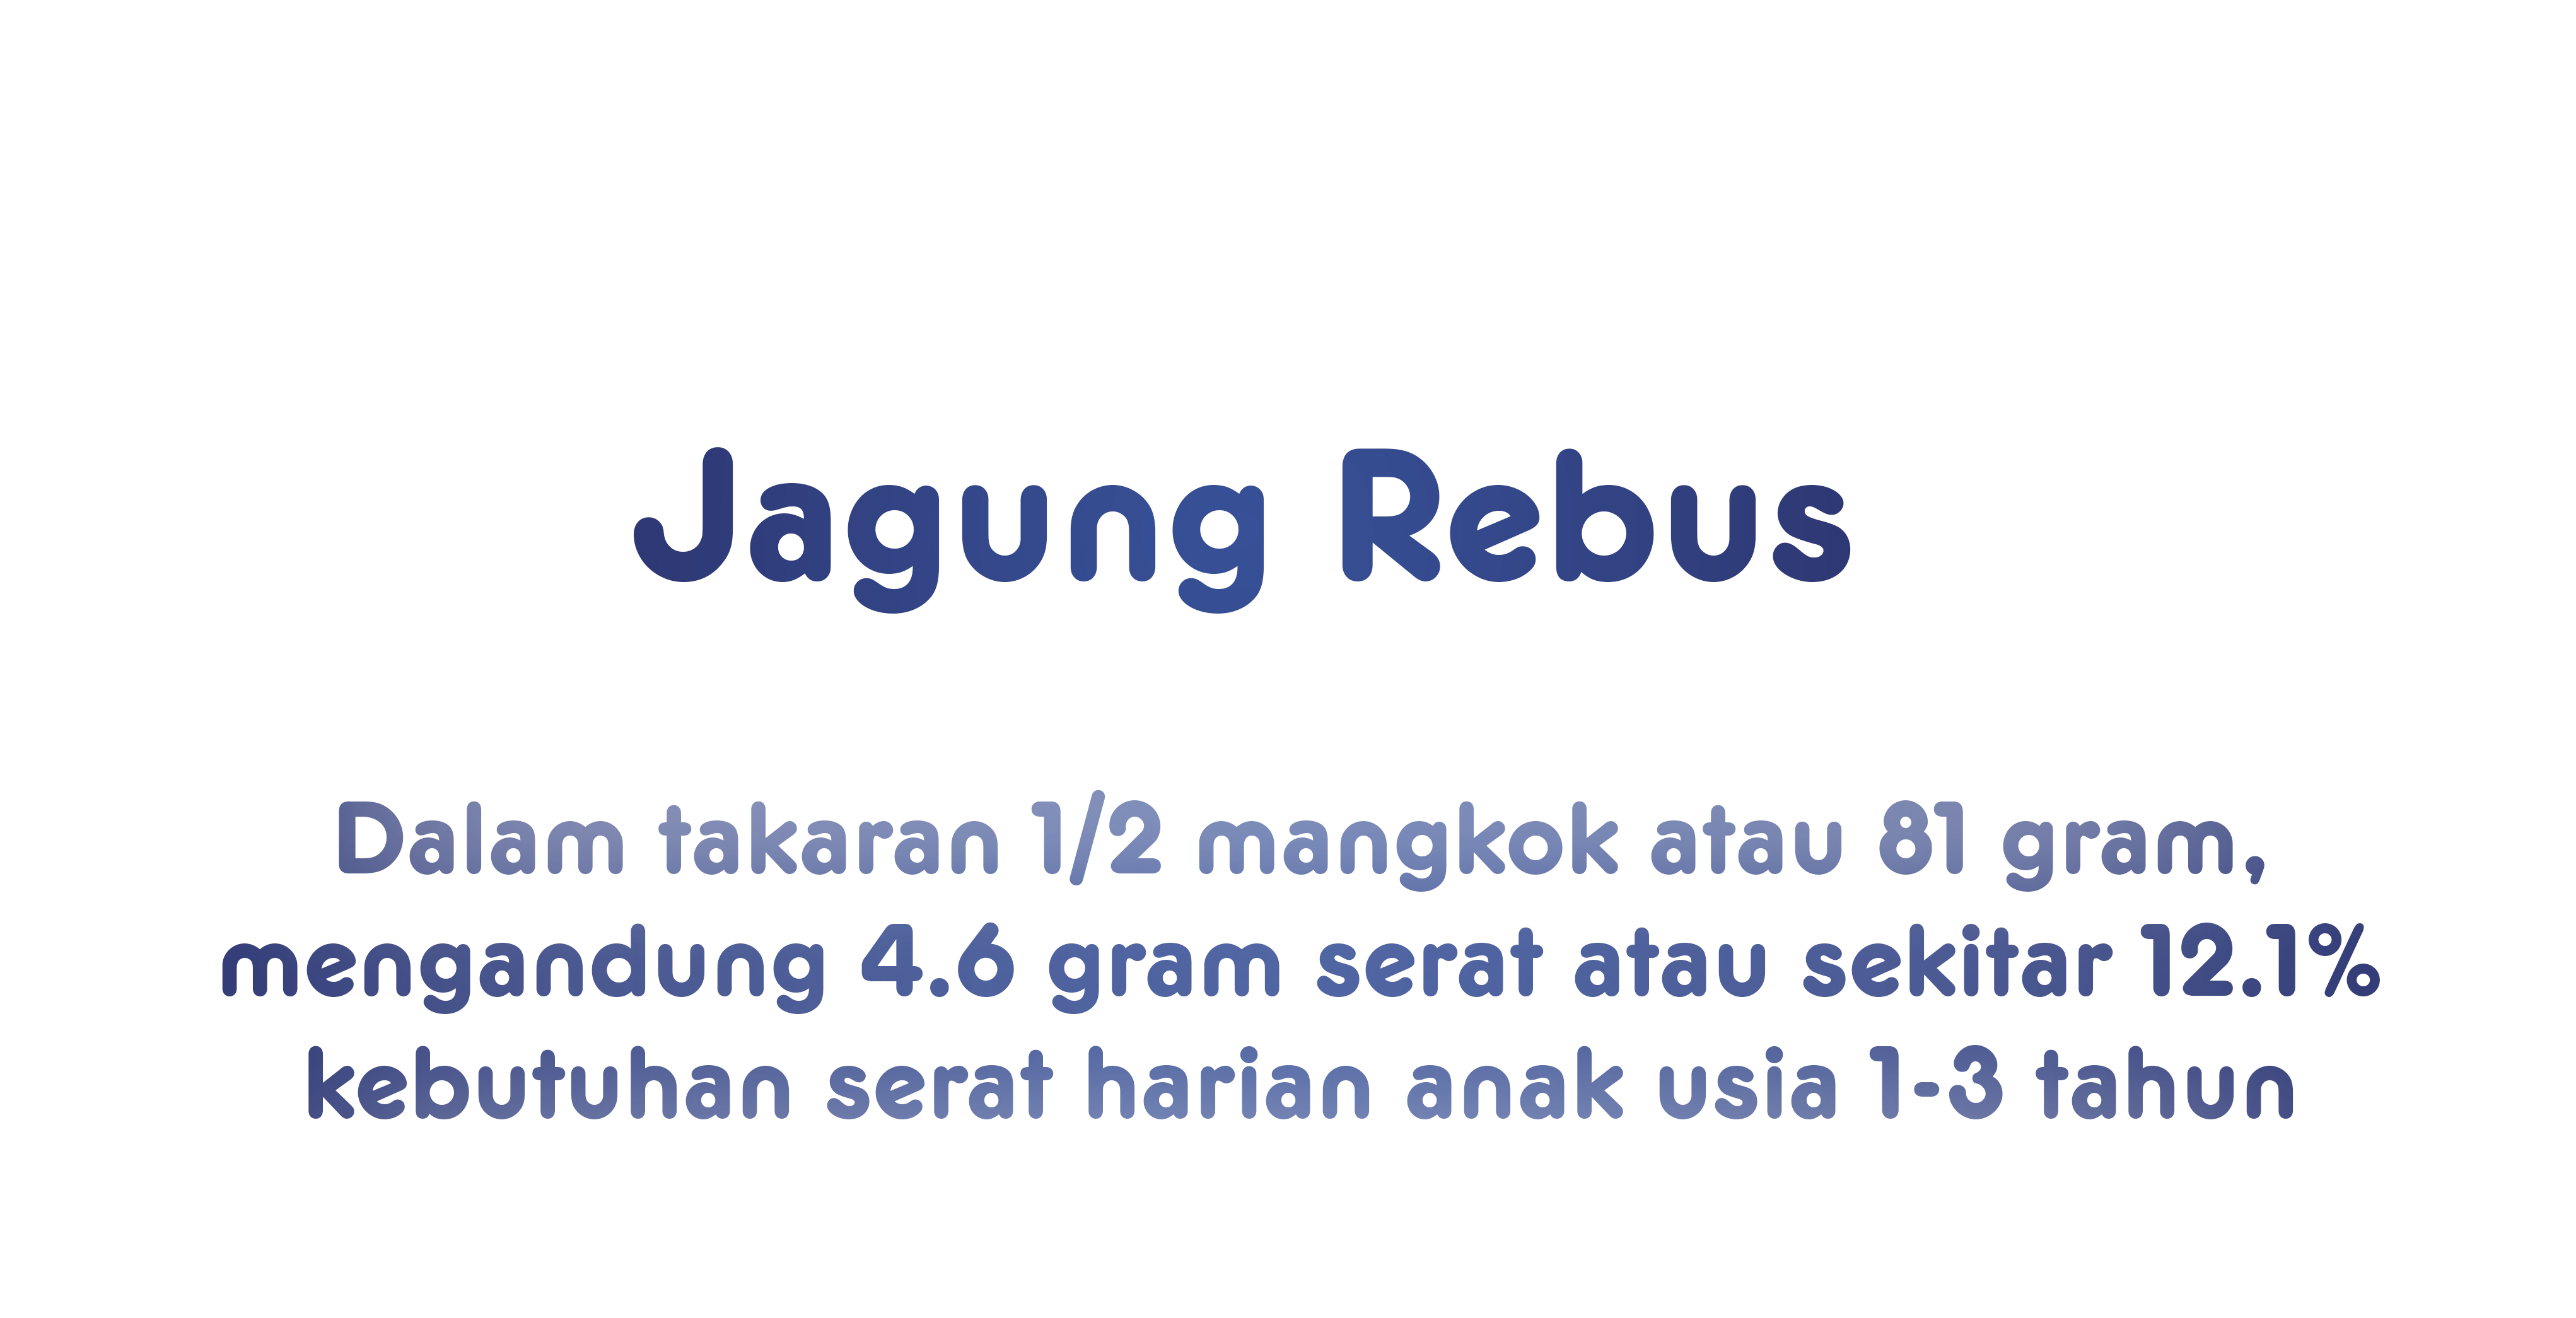 Jagung Rebus
Dalam takaran 1/2 mangkok atau 81 gram,
mengandung 4.6 gram serat atau sekitar 12.1%
kebutuhan serat harian anak usia 1-3 tahun